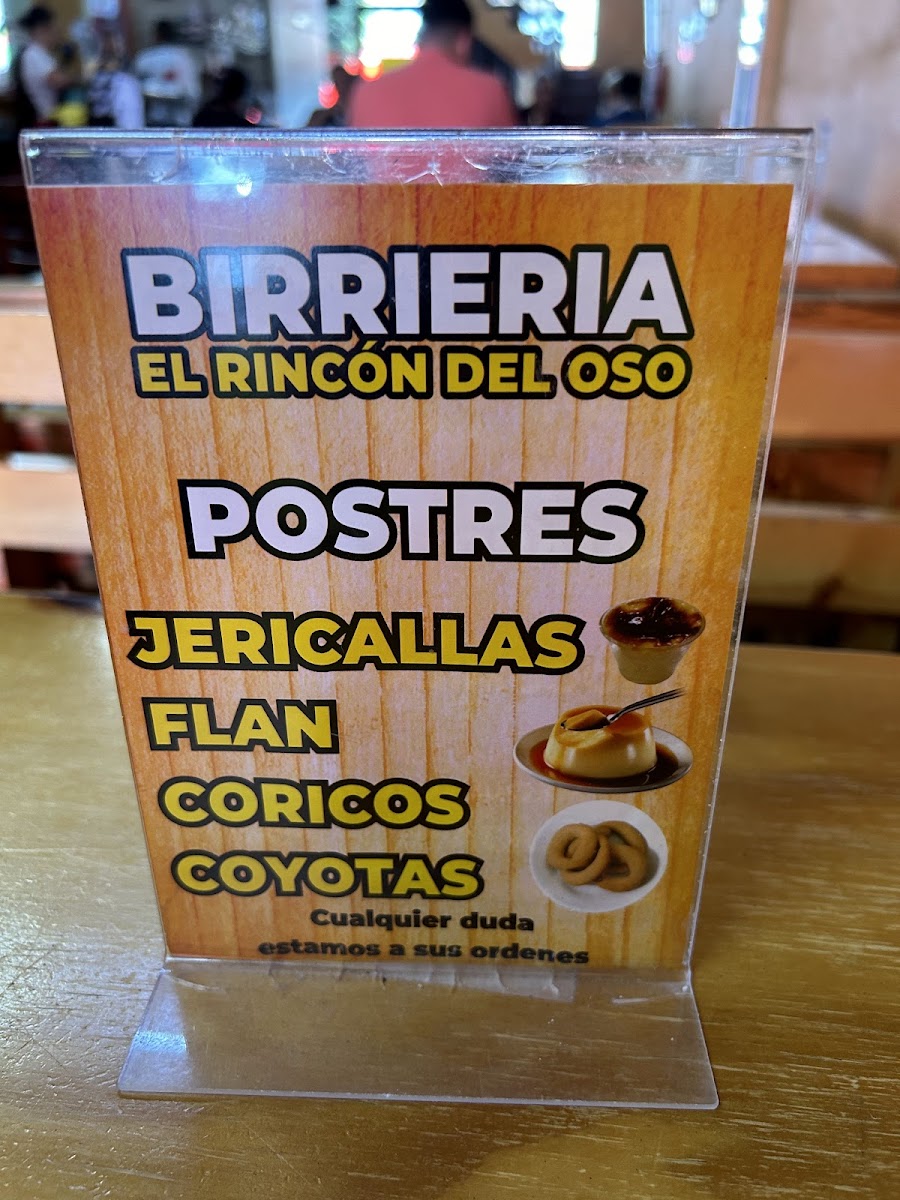 BIRRIERIA
EL RINCÓN DEL OSO
POSTRES
JERICALLAS
FLAN
CORICOS
COYOTAS
Cualquier duda
estamos a sus ordenes